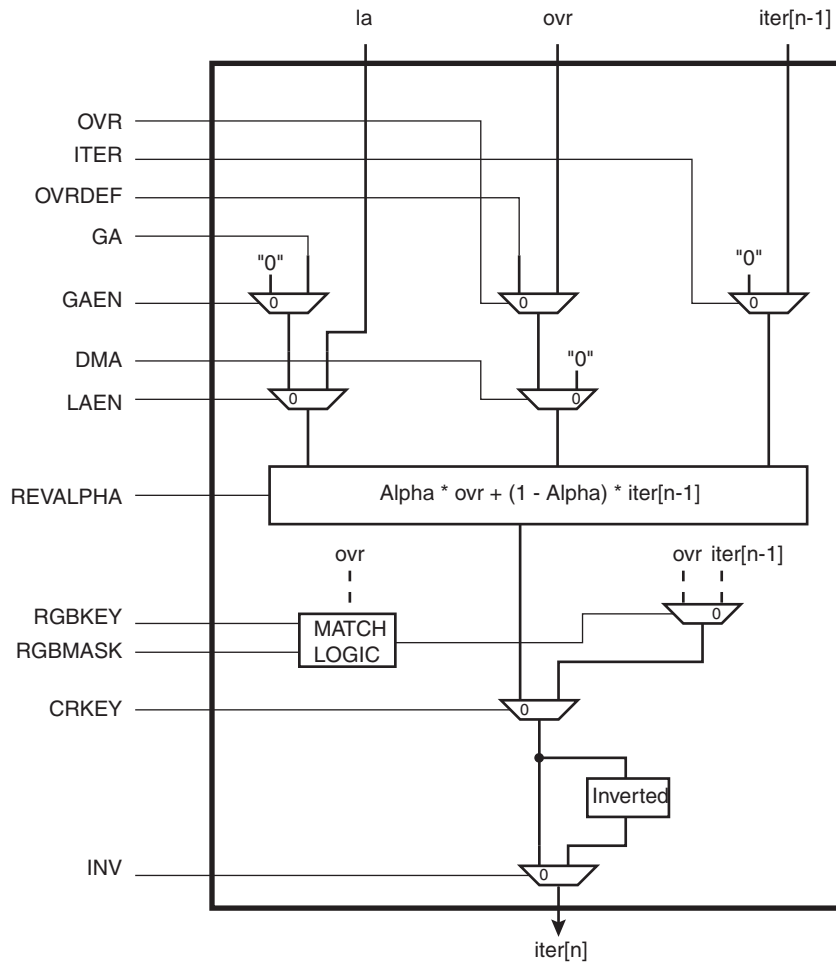 la ovr iter[n-1]
OVR
ITER
OVRDEF
GA
"0" "0"
GAEN 0 0 0
DMA "0"
LAEN 0 0
REVALPHA Alpha * ovr + (1 - Alpha) * iter[n-1]
ovr ovr iter[n-1]
RGBKEY 0
MATCH
RGBMASK LOGIC
CRKEY 0
Inverted
INV 0
iter[n]